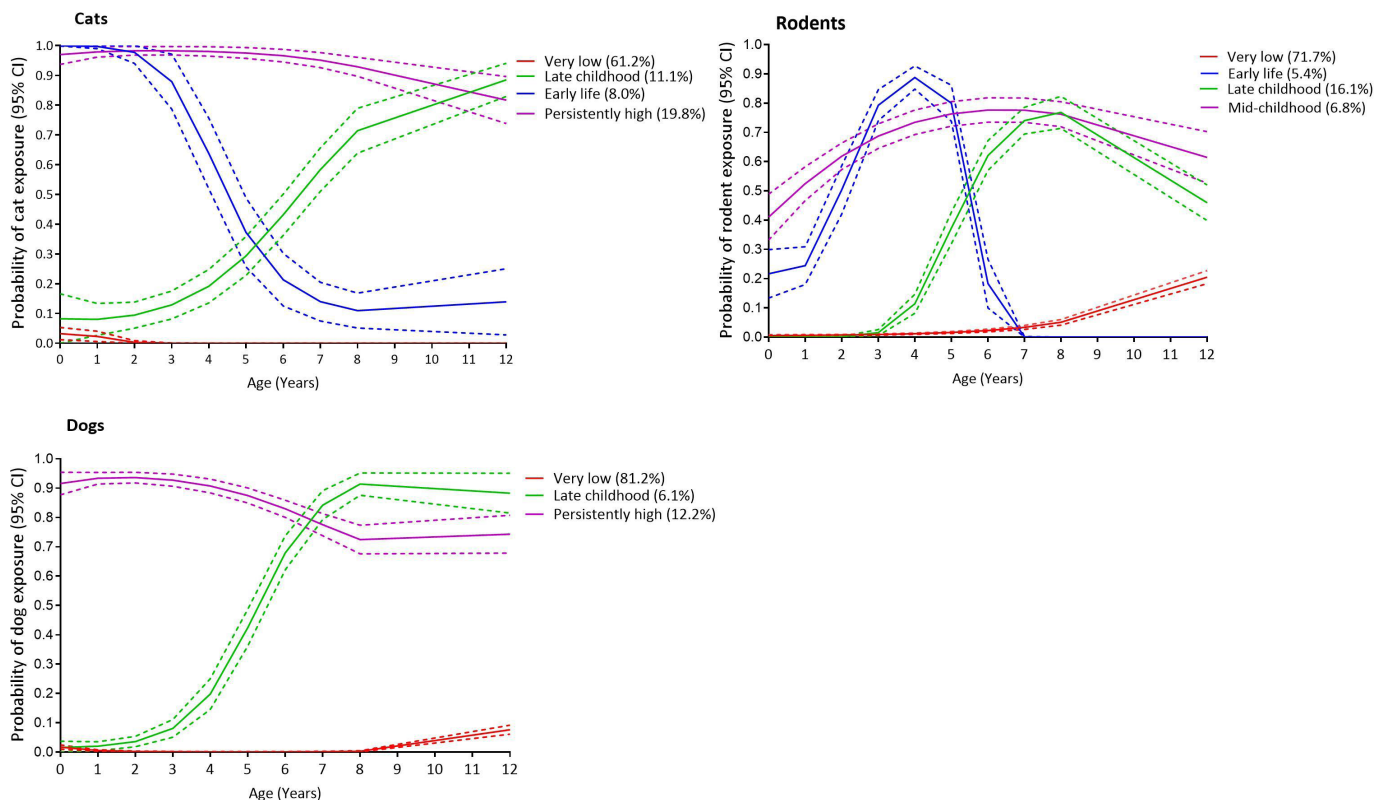 Cats
Probability of cat exposure (95% CI)
1.0
0.9
0.8
0.7
0.6
0.5
0.4
0.3
0.2
0.1
0.0
0 1 2 3 4 5 6 7 8 9 10 11 12
Age (Years)
Very low (61.2%)
Late childhood (11.1%)
Early life (8.0%)
Persistently high (19.8%)
Rodents
Probability of rodent exposure (95% CI)
1.0
0.9
0.8
0.7
0.6
0.5
0.4
0.3
0.2
0.1
0.0
0 1 2 3 4 5 6 7 8 9 10 11 12
Age (Years)
Very low (71.7%)
Early life (5.4%)
Late childhood (16.1%)
Mid-childhood (6.8%)
Dogs
Probability of dog exposure (95% CI)
1.0
0.9
0.8
0.7
0.6
0.5
0.4
0.3
0.2
0.1
0.0
0 1 2 3 4 5 6 7 8 9 10 11 12
Age (Years)
Very low (81.2%)
Late childhood (6.1%)
Persistently high (12.2%)